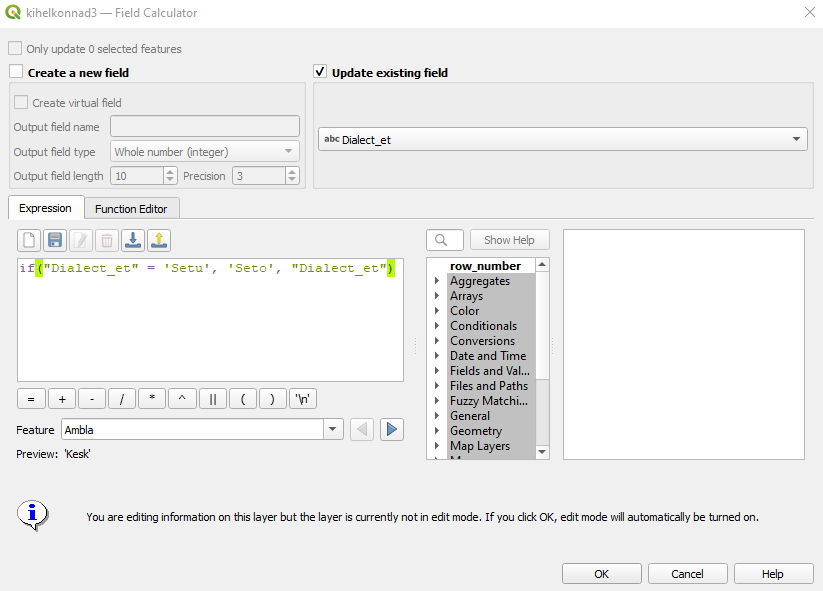 kihelkonnad3 — Field Calculator
Only update 0 selected features
Create a new field
Update existing field
Create virtual field
Output field name
Output field type Whole number (integer)
Output field length 10 Precision 3
abc Dialect_et
Expression Function Editor
Show Help
if("Dialect_et" = 'Setu', 'Seto', "Dialect_et")
row_number
Aggregates
Arrays
Color
Conditionals
Conversions
Date and Time
Fields and Val...
Files and Paths
Fuzzy Matchi...
General
Geometry
Map Layers
= + - / * ^ || ( ) '\n'
Feature Ambla
Preview: 'Kesk'
You are editing information on this layer but the layer is currently not in edit mode. If you click OK, edit mode will automatically be turned on.
OK Cancel Help